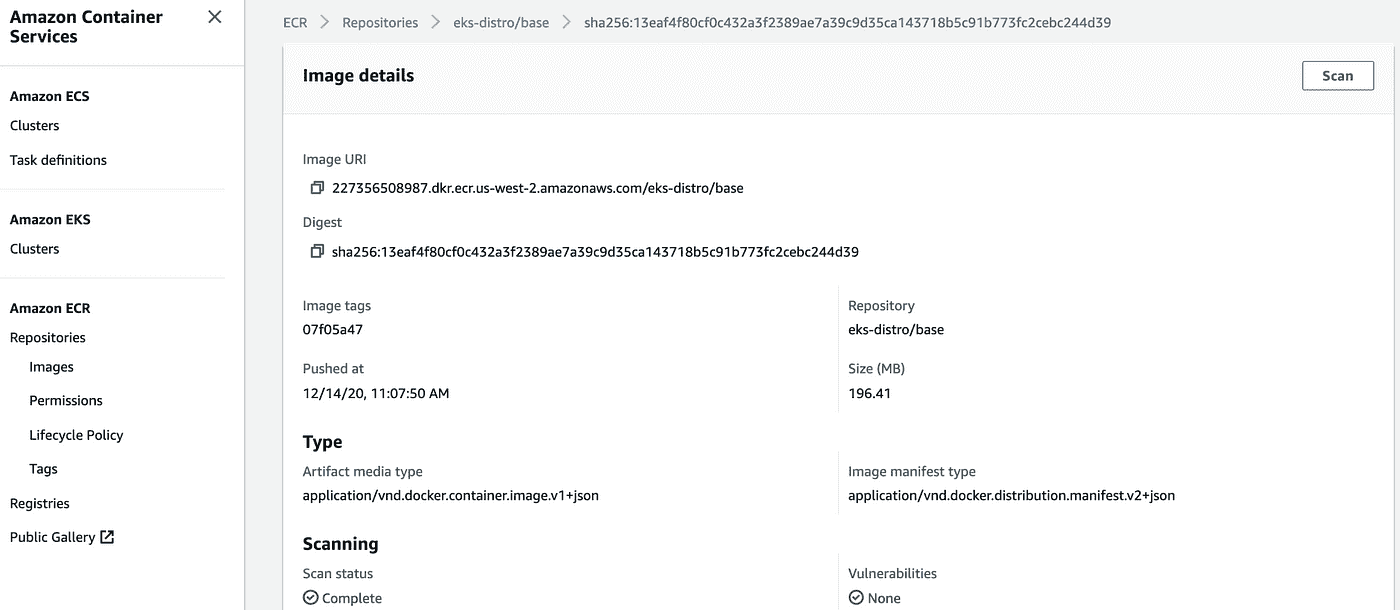 Amazon Container
Services
Amazon ECS
Clusters
Task definitions
Amazon EKS
Clusters
Amazon ECR
Repositories
Images
Permissions
Lifecycle Policy
Tags
Registries
Public Gallery
ECR > Repositories > eks-distro/base > sha256:13eaf4f80cf0c432a3f2389ae7a39c9d35ca143718b5c91b773fc2cebc244d39
Image details
Scan
Image URI
227356508987.dkr.ecr.us-west-2.amazonaws.com/eks-distro/base
Digest
sha256:13eaf4f80cf0c432a3f2389ae7a39c9d35ca143718b5c91b773fc2cebc244d39
Image tags
07f05a47
Repository
eks-distro/base
Pushed at
12/14/20, 11:07:50 AM
Size (MB)
196.41
Type
Artifact media type
application/vnd.docker.container.image.v1+json
Image manifest type
application/vnd.docker.distribution.manifest.v2+json
Scanning
Scan status
Complete
Vulnerabilities
None